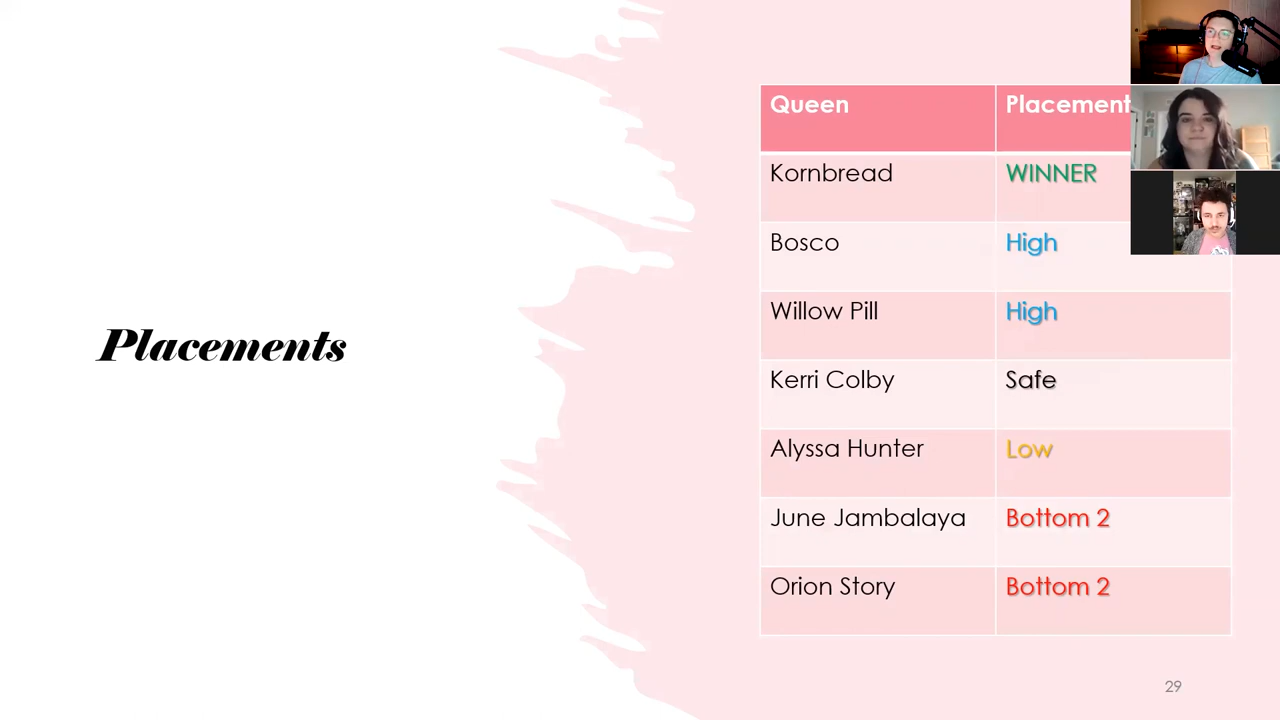 Placements
Queen Placement
Kornbread WINNER
Bosco High
Willow Pill High
Kerri Colby Safe
Alyssa Hunter Low
June Jambalaya Bottom 2
Orion Story Bottom 2
29